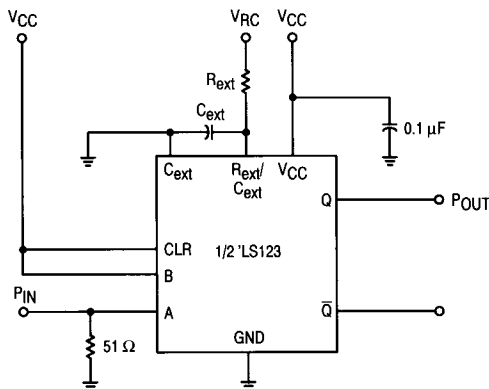 VCC
VRC
VCC
Rext
Cext
0.1 µF
Cext
Rext/
Cext
VCC
Q
POUT
CLR
1/2 'LS123
B
PIN
A
Q̅
51 Ω
GND